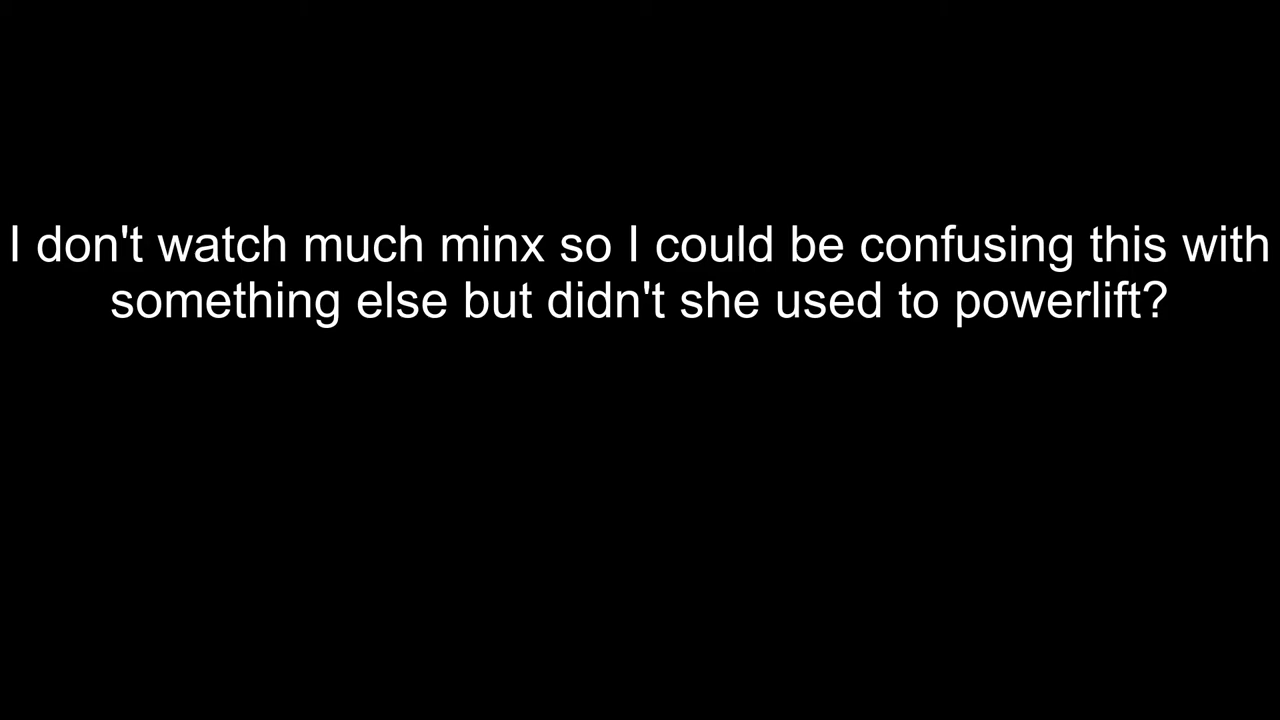 I don't watch much minx so I could be confusing this with
something else but didn't she used to powerlift?